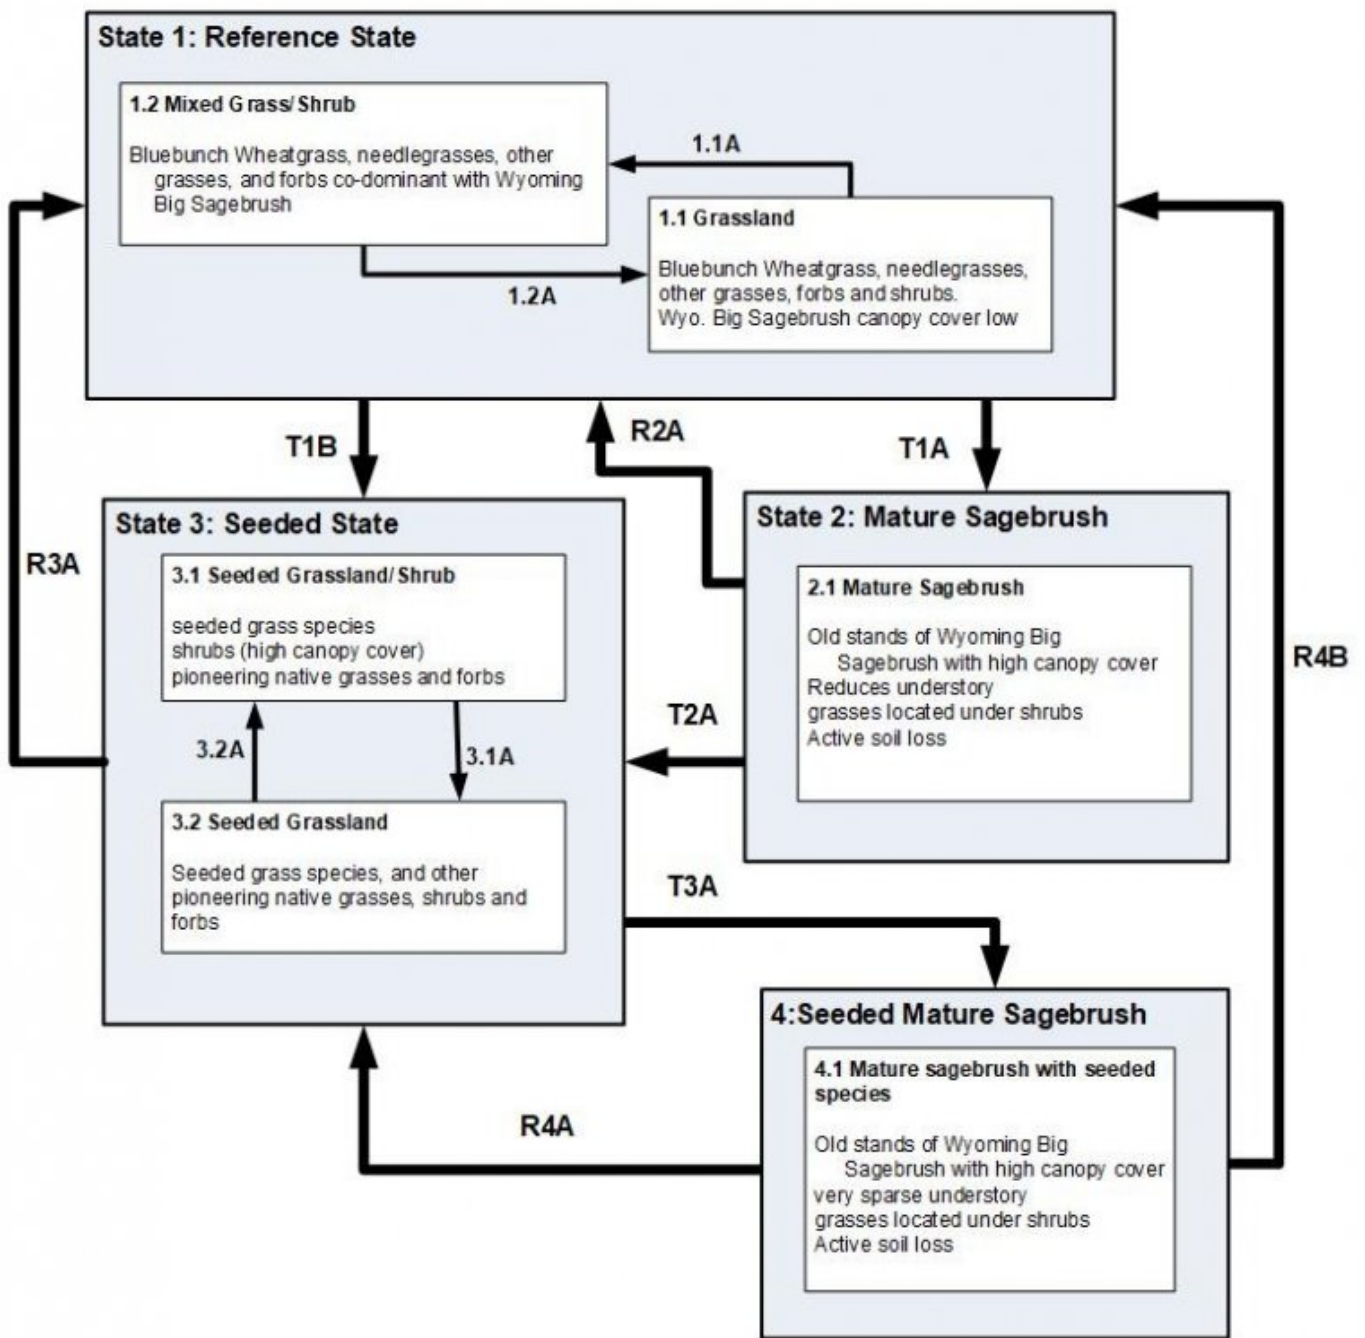 State 1: Reference State
1.2 Mixed Grass/Shrub
Bluebunch Wheatgrass, needlegrasses, other
grasses, and forbs co-dominant with Wyoming
Big Sagebrush
1.1A
1.1 Grassland
Bluebunch Wheatgrass, needlegrasses,
other grasses, forbs and shrubs.
Wyo. Big Sagebrush canopy cover low
1.2A
T1B
R2A
T1A
R3A
State 3: Seeded State
3.1 Seeded Grassland/Shrub
seeded grass species
shrubs (high canopy cover)
pioneering native grasses and forbs
3.2A
3.1A
3.2 Seeded Grassland
Seeded grass species, and other
pioneering native grasses, shrubs and
forbs
State 2: Mature Sagebrush
2.1 Mature Sagebrush
Old stands of Wyoming Big
Sagebrush with high canopy cover
Reduces understory
grasses located under shrubs
Active soil loss
R4B
T2A
T3A
4:Seeded Mature Sagebrush
4.1 Mature sagebrush with seeded
species
Old stands of Wyoming Big
Sagebrush with high canopy cover
very sparse understory
grasses located under shrubs
Active soil loss
R4A